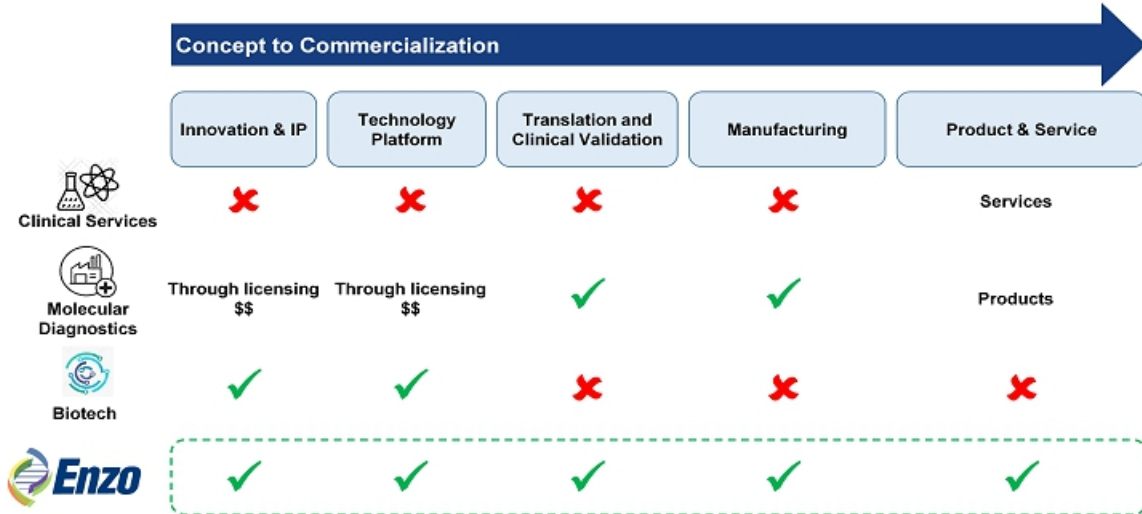 Concept to Commercialization
Innovation & IP
Technology
Platform
Translation and
Clinical Validation
Manufacturing
Product & Service
Clinical Services
Services
Molecular
Diagnostics
Through licensing
$$
Through licensing
$$
Products
Biotech
Enzo